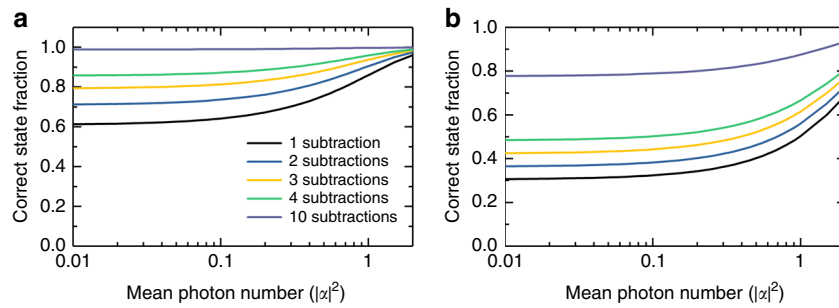 a
Correct state fraction
1.0
0.8
0.6
0.4
0.2
0.0
1 subtraction
2 subtractions
3 subtractions
4 subtractions
10 subtractions
0.01
0.1
1
Mean photon number (|α|²)
b
Correct state fraction
1.0
0.8
0.6
0.4
0.2
0.0
0.01
0.1
1
Mean photon number (|α|²)